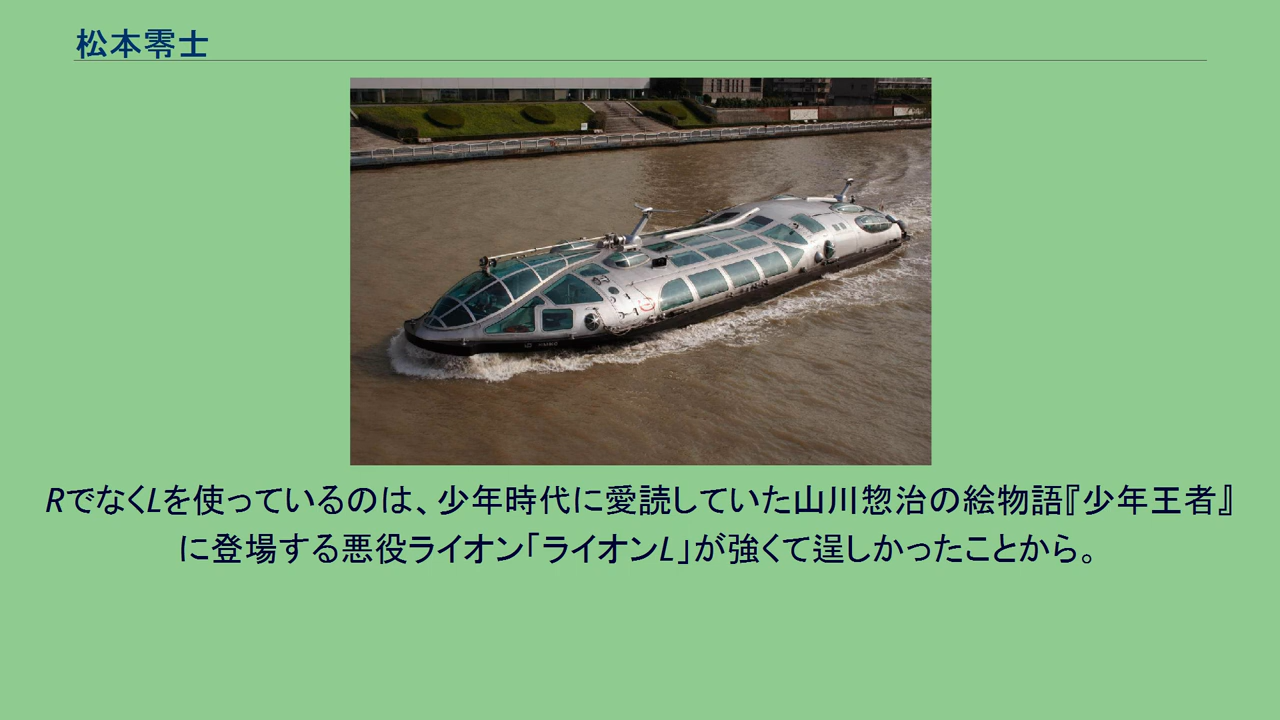 松本零士
RでなくLを使っているのは、少年時代に愛読していた山川惣治の絵物語『少年王者』
に登場する悪役ライオン「ライオンL」が強くて逞しかったことから。